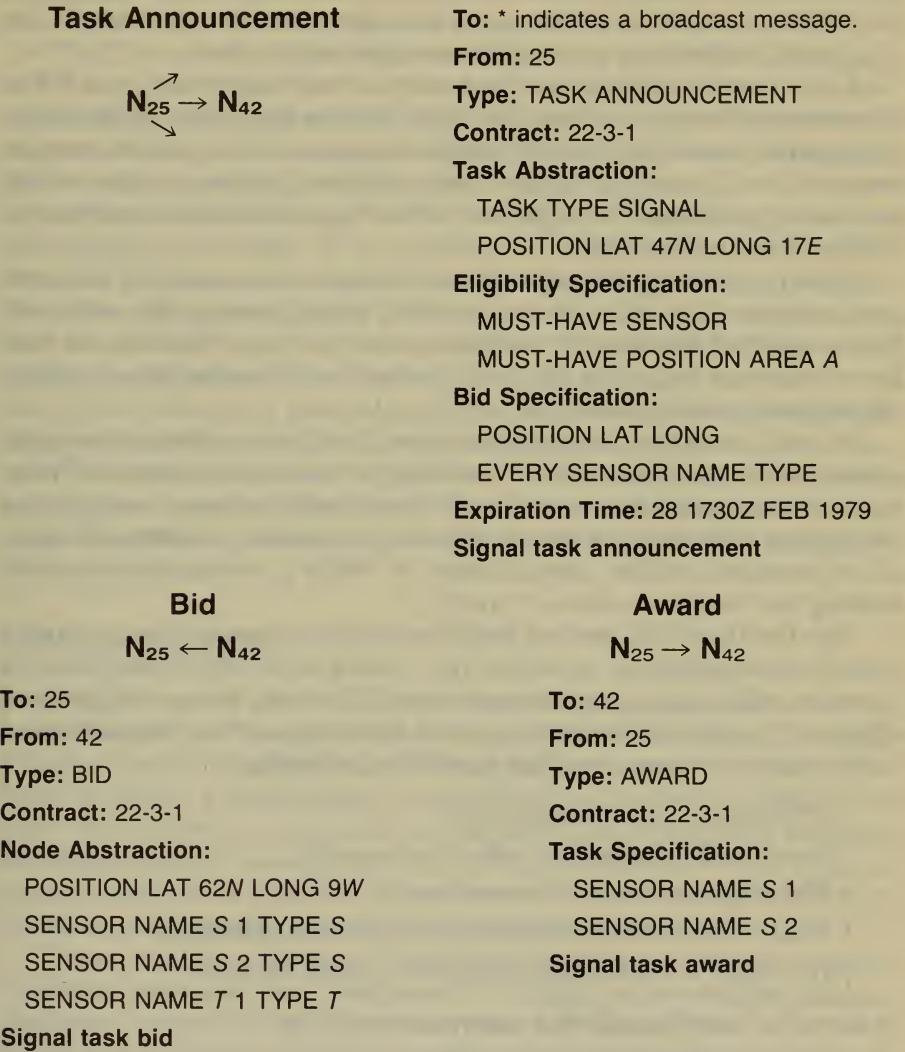 Task Announcement
N25 → N42
To: * indicates a broadcast message.
From: 25
Type: TASK ANNOUNCEMENT
Contract: 22-3-1
Task Abstraction:
TASK TYPE SIGNAL
POSITION LAT 47N LONG 17E
Eligibility Specification:
MUST-HAVE SENSOR
MUST-HAVE POSITION AREA A
Bid Specification:
POSITION LAT LONG
EVERY SENSOR NAME TYPE
Expiration Time: 28 1730Z FEB 1979
Signal task announcement
Bid
N25 ← N42
To: 25
From: 42
Type: BID
Contract: 22-3-1
Node Abstraction:
POSITION LAT 62N LONG 9W
SENSOR NAME S 1 TYPE S
SENSOR NAME S 2 TYPE S
SENSOR NAME T 1 TYPE T
Signal task bid
Award
N25 → N42
To: 42
From: 25
Type: AWARD
Contract: 22-3-1
Task Specification:
SENSOR NAME S 1
SENSOR NAME S 2
Signal task award